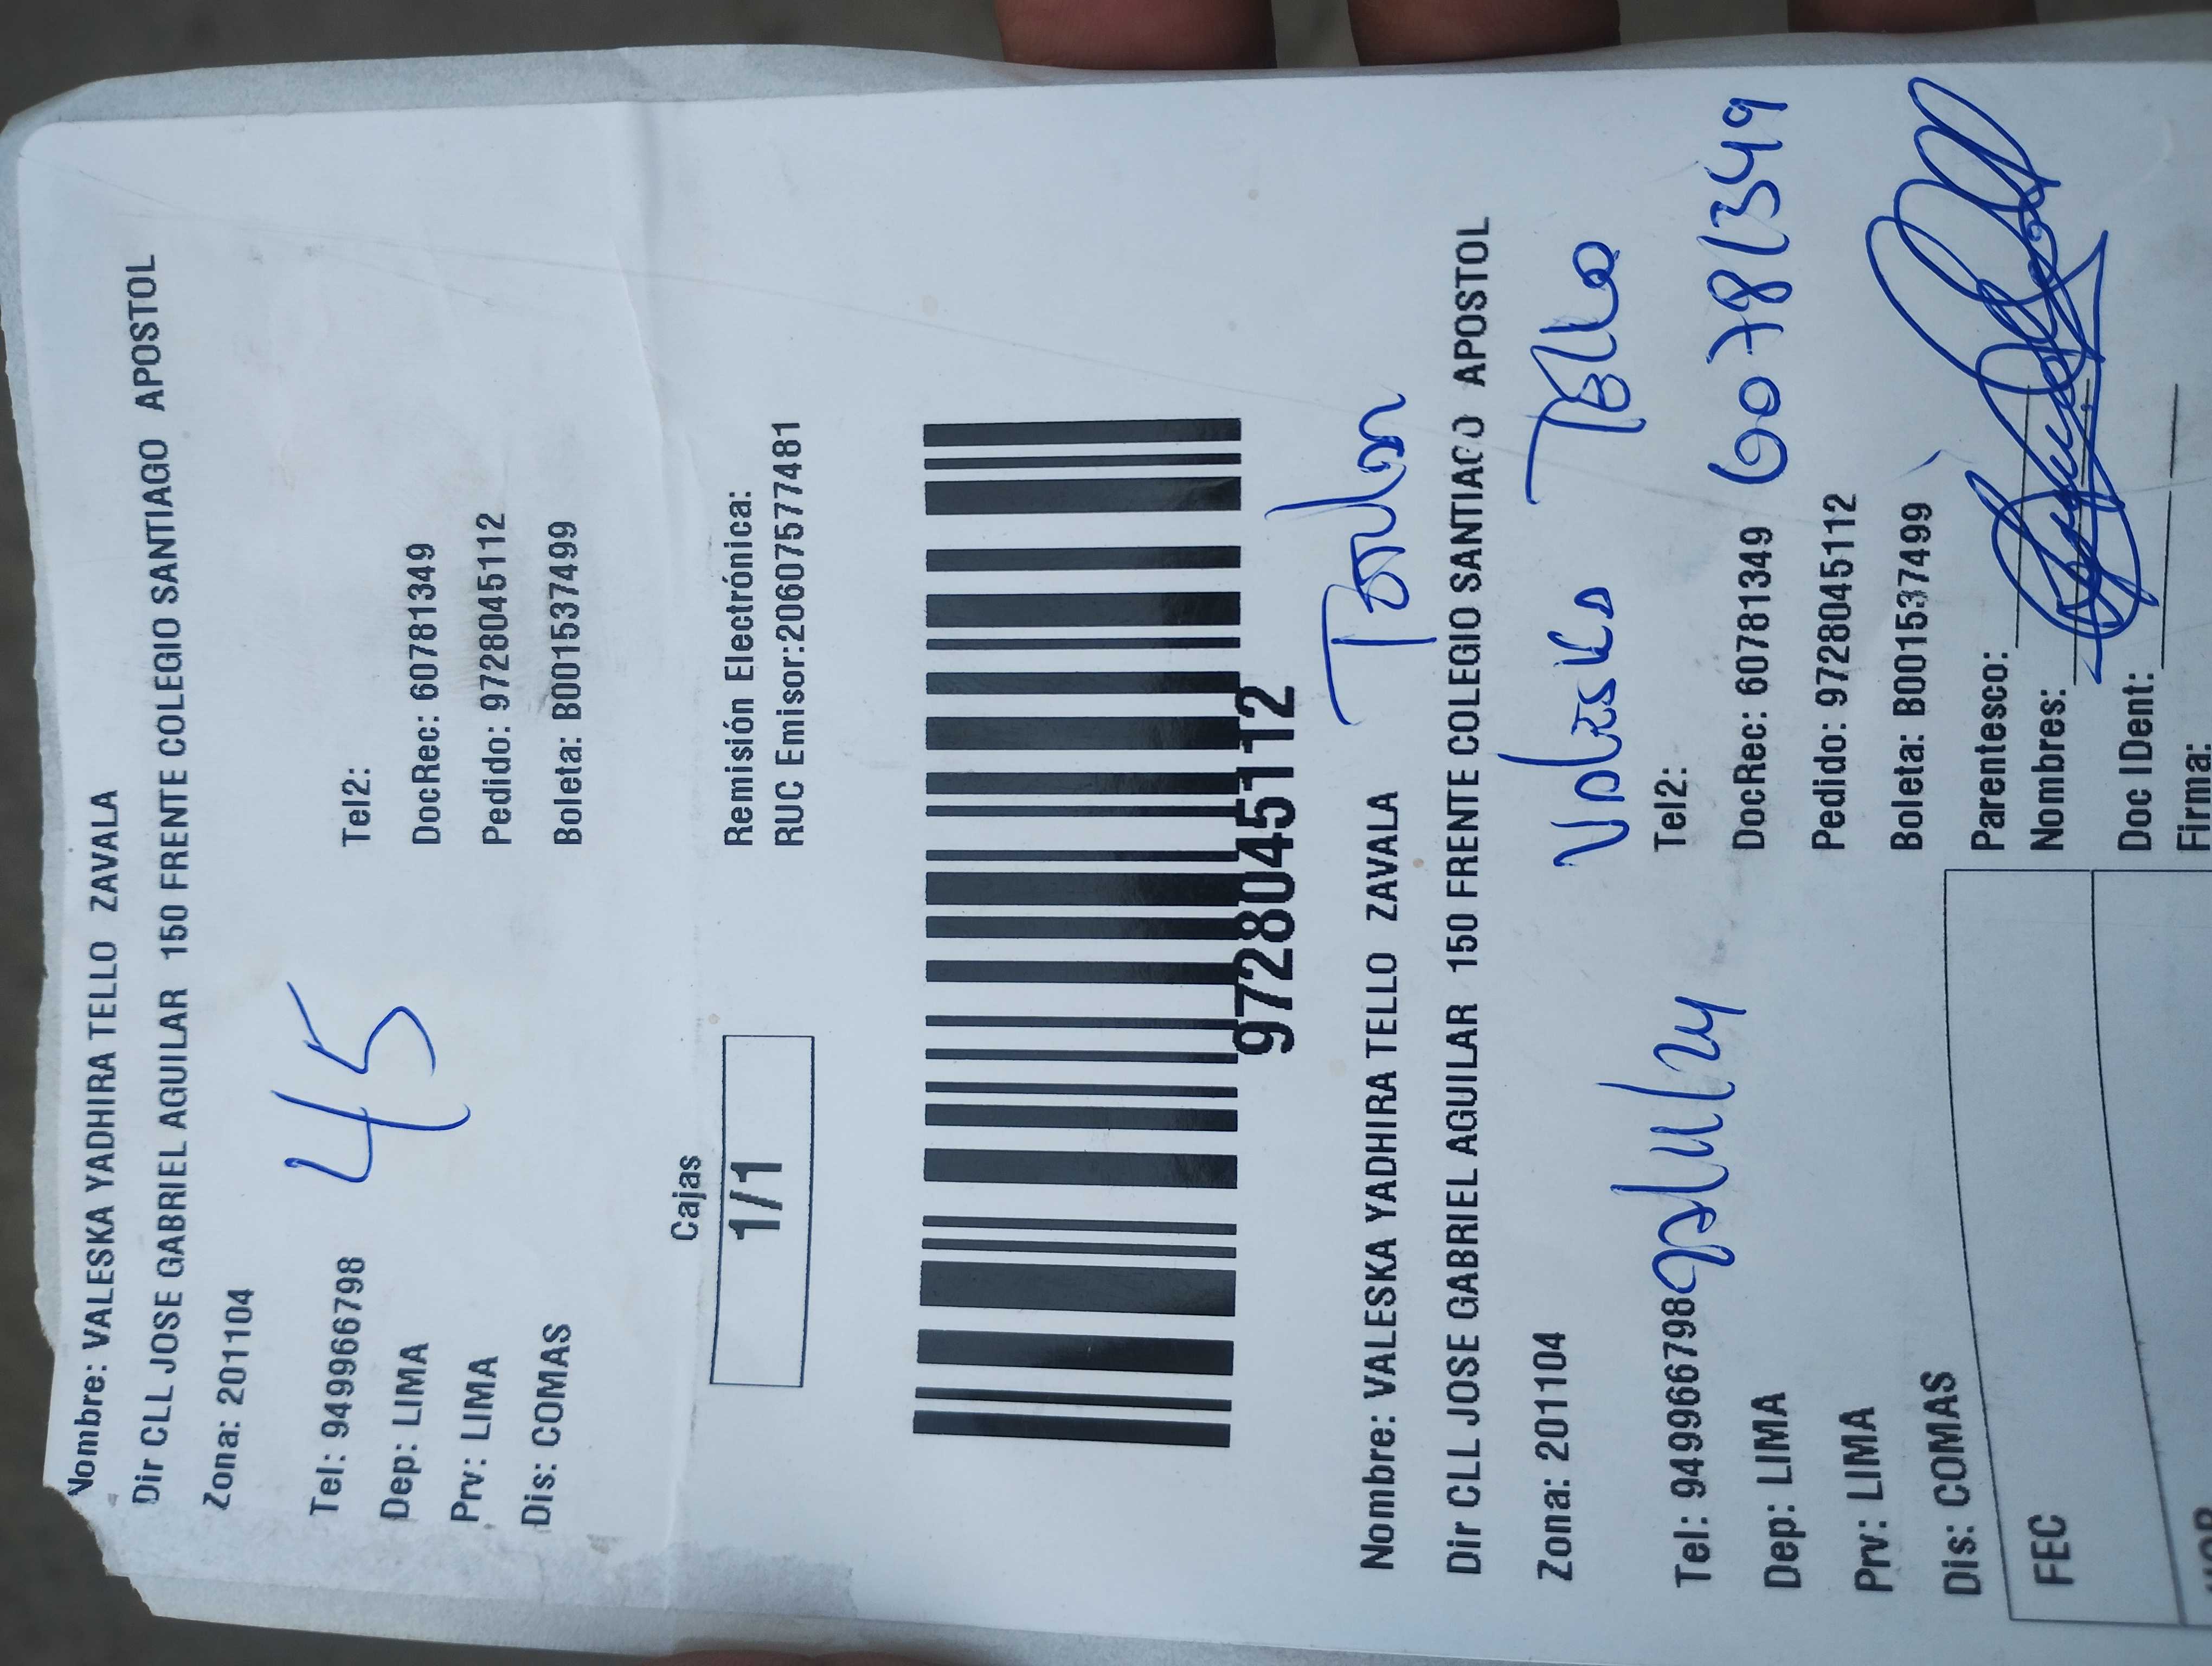 Nombre: VALESKA YADHIRA TELLO ZAVALA
Dir CLL JOSE GABRIEL AGUILAR 150 FRENTE COLEGIO SANTIAGO APOSTOL
Zona: 201104
45
Tel: 949966798 Tel2:
Dep: LIMA DocRec: 60781349
Prv: LIMA Pedido: 9728045112
Dis: COMAS Boleta: B001537499
Cajas
1/1
Remisión Electrónica:
RUC Emisor:20607577481
9728045112
Nombre: VALESKA YADHIRA TELLO ZAVALA
Dir CLL JOSE GABRIEL AGUILAR 150 FRENTE COLEGIO SANTIAGO APOSTOL
Zona: 201104
Valeska Tello
Tel: 949966798 Tel2:
60781349
Dep: LIMA DocRec: 60781349
Prv: LIMA Pedido: 9728045112
Dis: COMAS Boleta: B001537499
Parentesco:
FEC Nombres:
Doc IDent:
Firma: